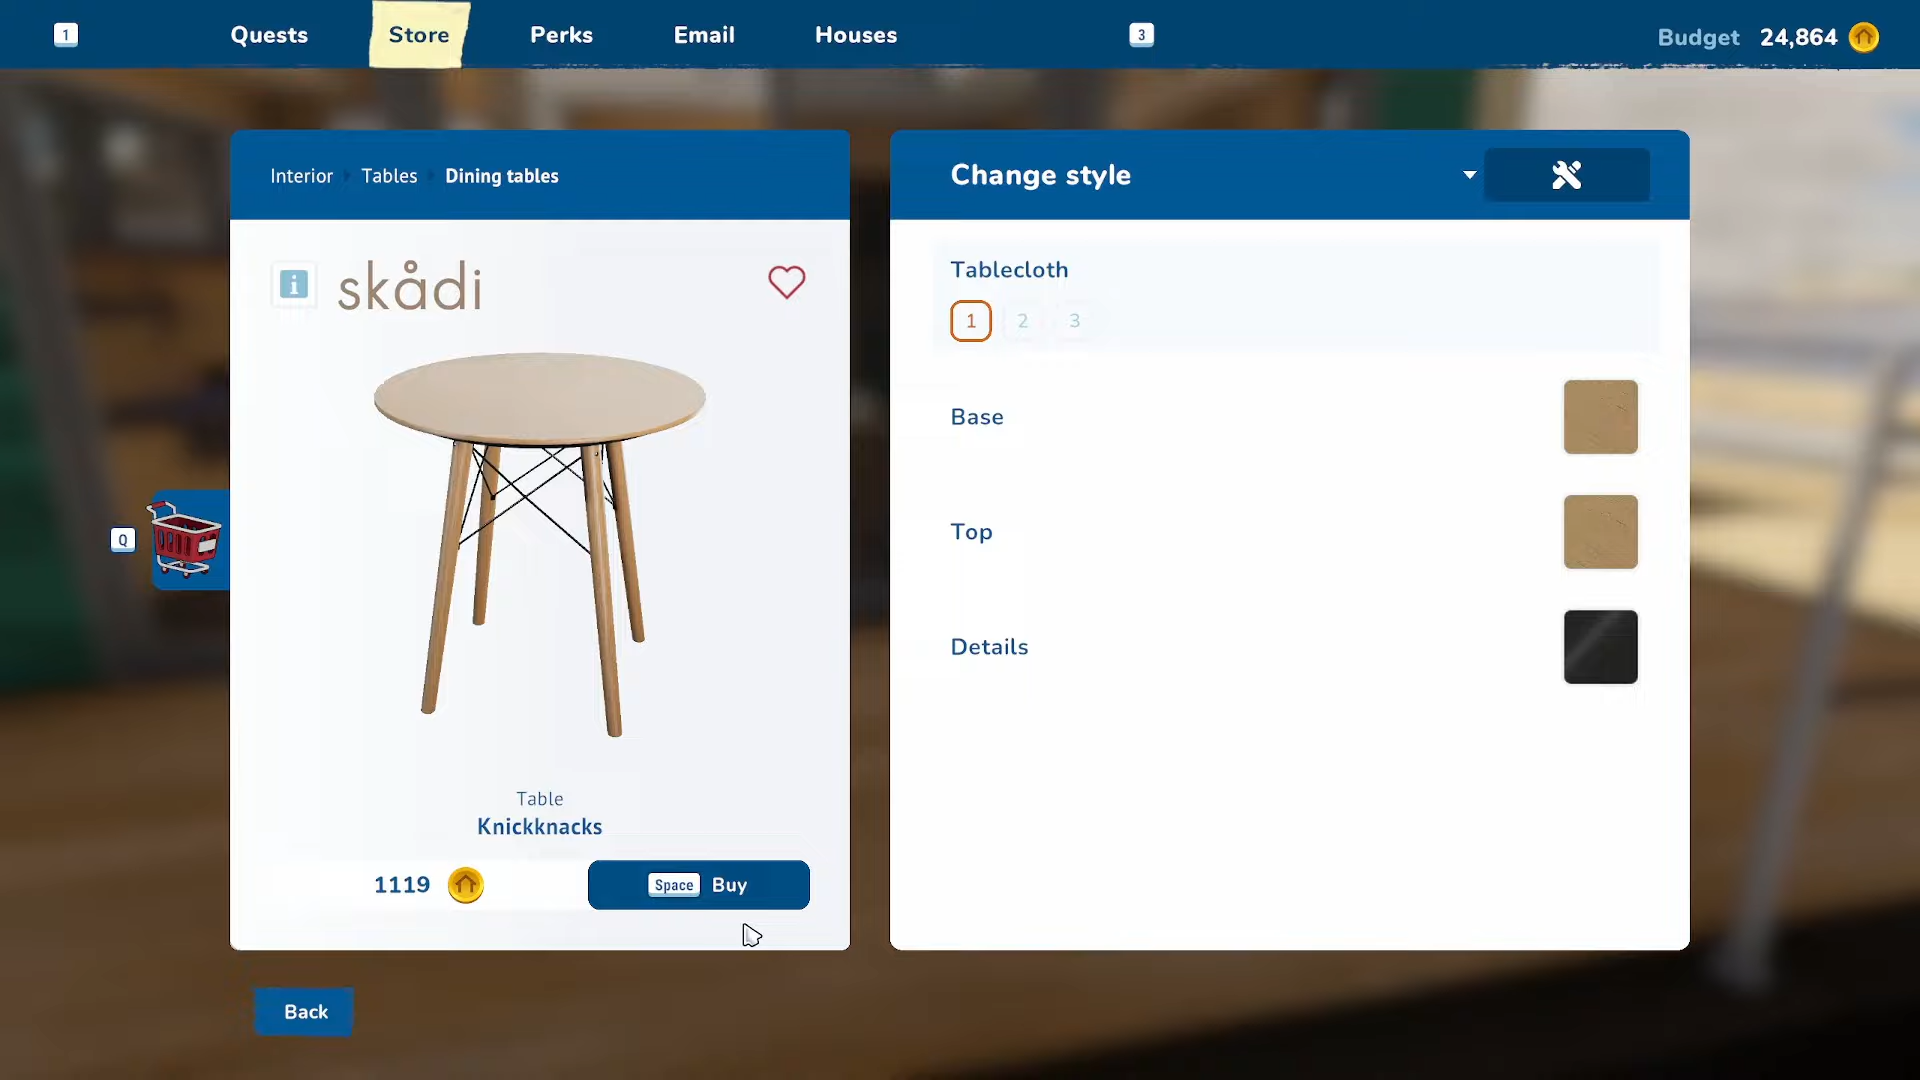 1
Quests
Store
Perks
Email
Houses
3
Budget 24,864
Interior Tables Dining tables
i skådi
Table
Knickknacks
1119
Space Buy
Q
Back
Change style
Tablecloth
1 2 3
Base
Top
Details